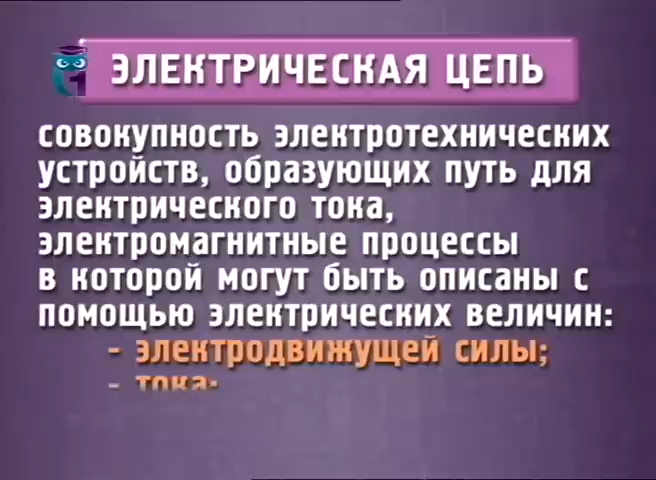 ЭЛЕКТРИЧЕСКАЯ ЦЕПЬ
совокупность электротехнических
устройств, образующих путь для
электрического тока,
электромагнитные процессы
в которой могут быть описаны с
помощью электрических величин:
- электродвижущей силы;
- тока;